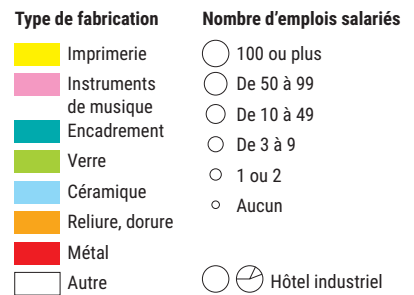 Type de fabrication
Imprimerie
Instruments
de musique
Encadrement
Verre
Céramique
Reliure, dorure
Métal
Autre
Nombre d'emplois salariés
100 ou plus
De 50 à 99
De 10 à 49
De 3 à 9
1 ou 2
Aucun
Hôtel industriel